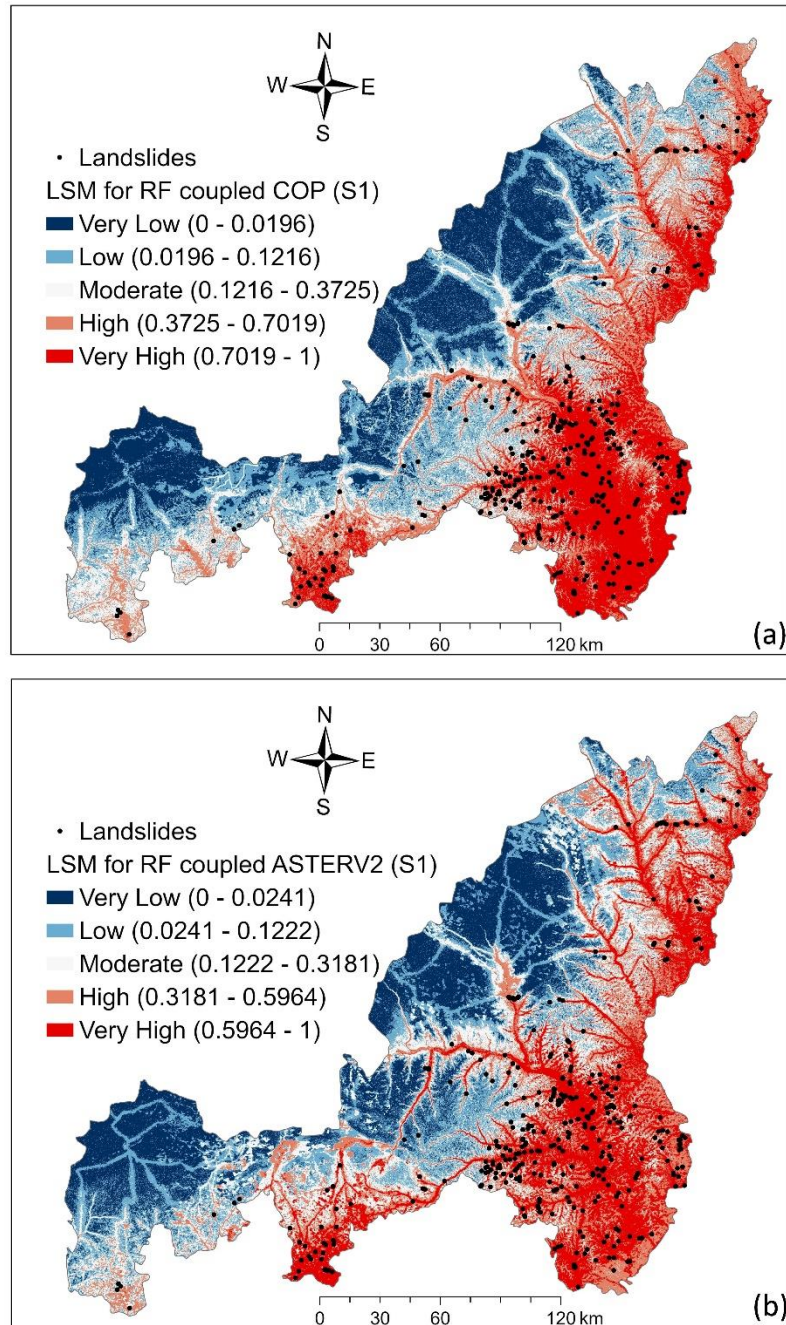 N
W E
S
• Landslides
LSM for RF coupled COP (S1)
Very Low (0 - 0.0196)
Low (0.0196 - 0.1216)
Moderate (0.1216 - 0.3725)
High (0.3725 - 0.7019)
Very High (0.7019 - 1)
0 30 60 120 km
(a)
N
W E
S
• Landslides
LSM for RF coupled ASTERV2 (S1)
Very Low (0 - 0.0241)
Low (0.0241 - 0.1222)
Moderate (0.1222 - 0.3181)
High (0.3181 - 0.5964)
Very High (0.5964 - 1)
0 30 60 120 km
(b)